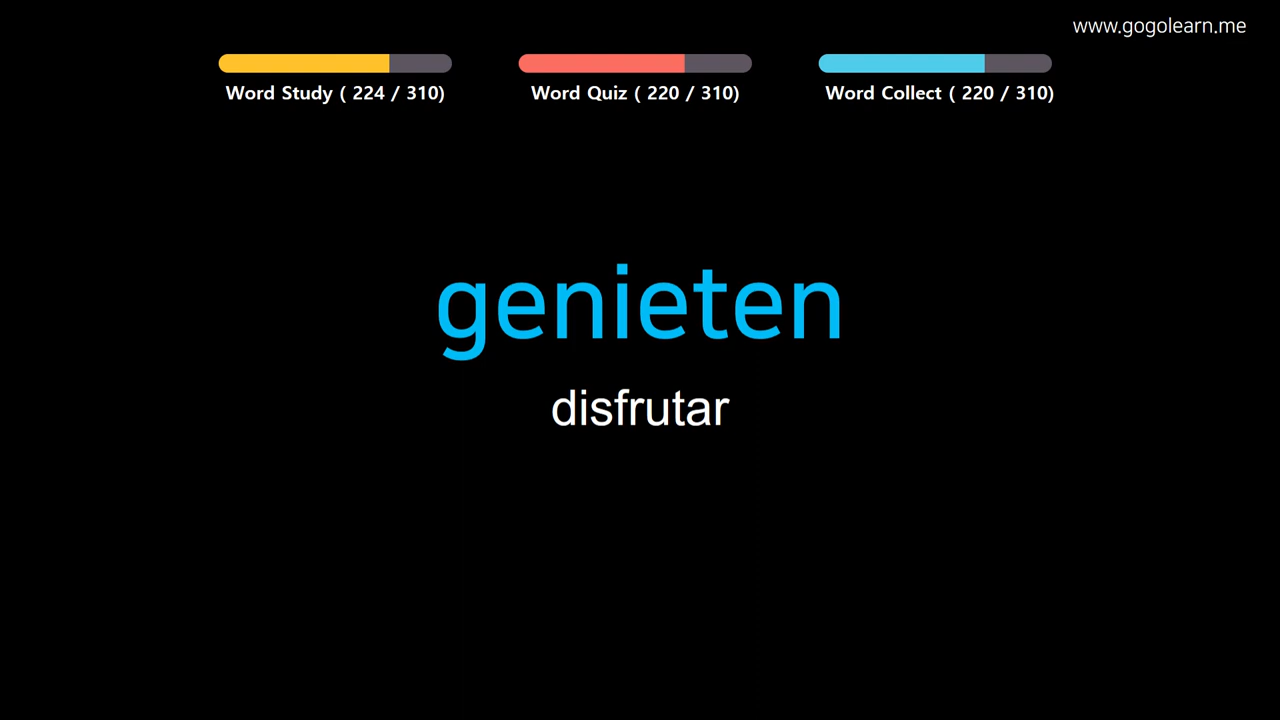 www.gogolearn.me
Word Study ( 224 / 310)
Word Quiz ( 220 / 310)
Word Collect ( 220 / 310)
genieten
disfrutar